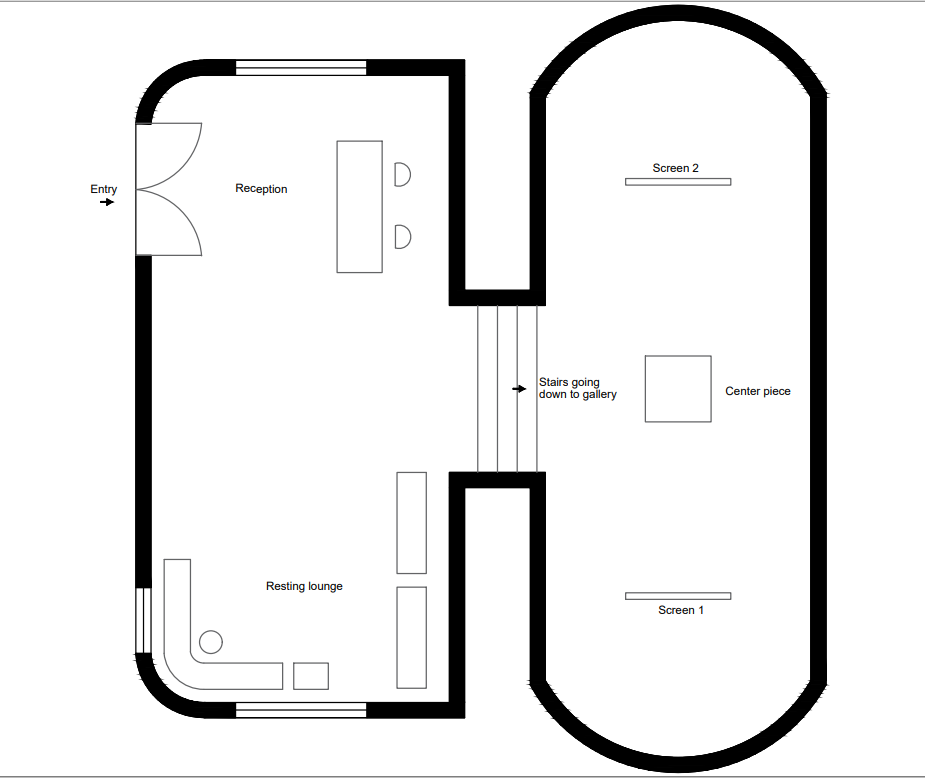 Screen 2
Entry
Reception
Stairs going
down to gallery
Center piece
Resting lounge
Screen 1